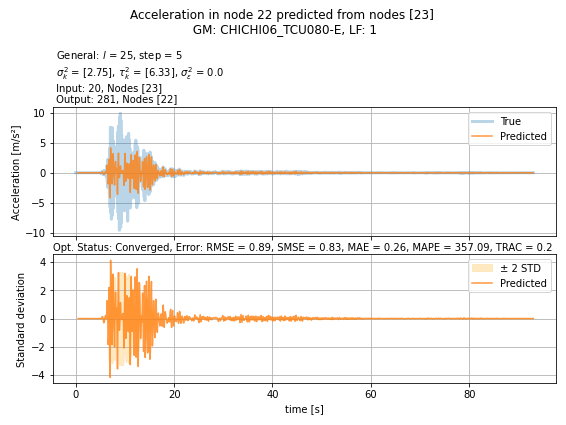 Acceleration in node 22 predicted from nodes [23]
GM: CHICHI06_TCU080-E, LF: 1
General: l = 25, step = 5
σ²ₖ = [2.75], τ²ₖ = [6.33], σ²ε = 0.0
Input: 20, Nodes [23]
Output: 281, Nodes [22]
10
5
0
−5
−10
Acceleration [m/s²]
True
Predicted
Opt. Status: Converged, Error: RMSE = 0.89, SMSE = 0.83, MAE = 0.26, MAPE = 357.09, TRAC = 0.2
4
2
0
−2
−4
Standard deviation
± 2 STD
Predicted
0 20 40 60 80
time [s]